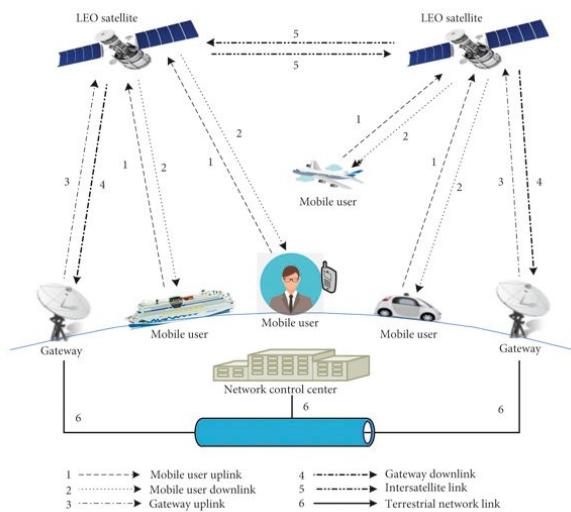 LEO satellite
LEO satellite
5
5
1
2
2
1
3
4
1
2
1
2
3
4
Mobile user
Gateway
Mobile user
Mobile user
Mobile user
Gateway
Network control center
6
6
6
1 Mobile user uplink
2 Mobile user downlink
3 Gateway uplink
4 Gateway downlink
5 Intersatellite link
6 Terrestrial network link